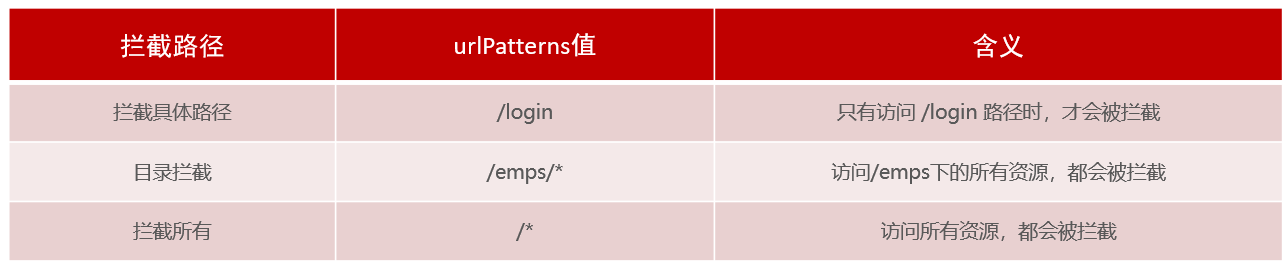 拦截路径 urlPatterns值 含义
拦截具体路径 /login 只有访问 /login 路径时，才会被拦截
目录拦截 /emps/* 访问/emps下的所有资源，都会被拦截
拦截所有 /* 访问所有资源，都会被拦截